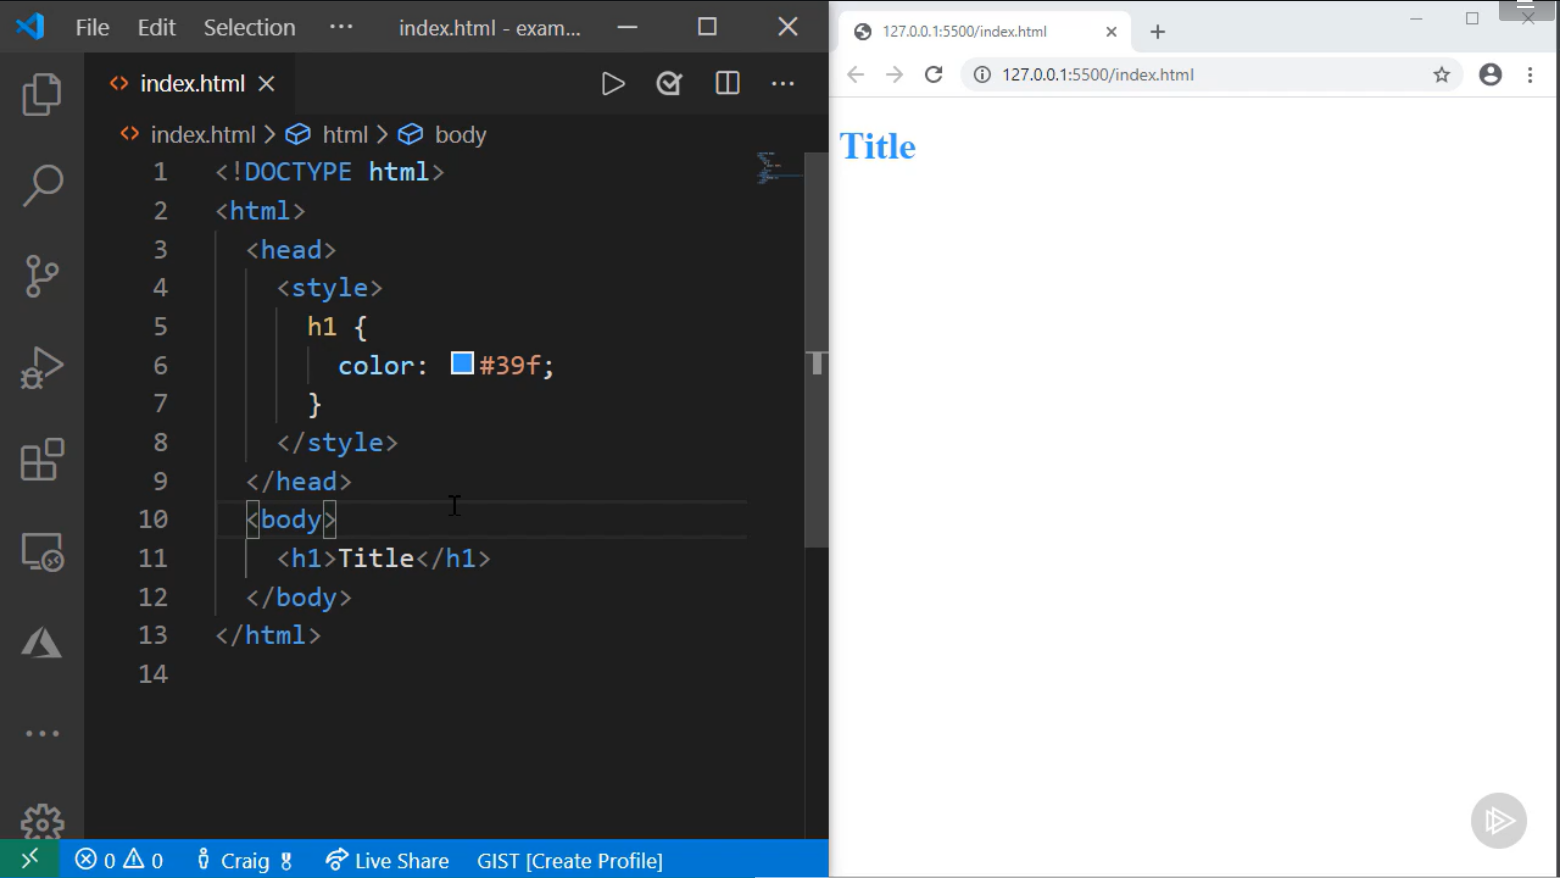 File Edit Selection ··· index.html - exam...
index.html
index.html > html > body
1 <!DOCTYPE html>
2 <html>
3 <head>
4 <style>
5 h1 {
6 color: #39f;
7 }
8 </style>
9 </head>
10 <body>
11 <h1>Title</h1>
12 </body>
13 </html>
14
0 0 Craig Live Share GIST [Create Profile]
127.0.0.1:5500/index.html
127.0.0.1:5500/index.html
Title